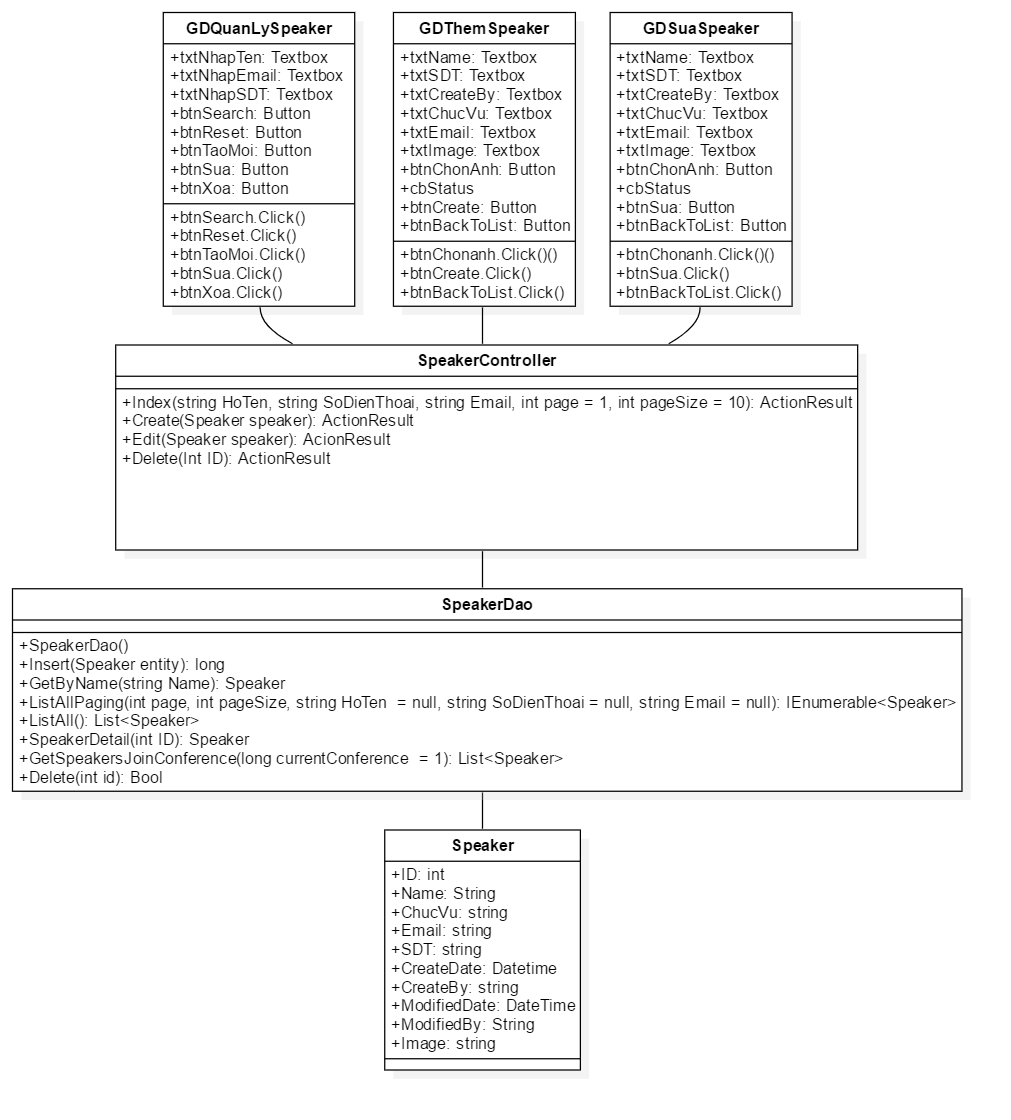 GDQuanLySpeaker
+txtNhapTen: Textbox
+txtNhapEmail: Textbox
+txtNhapSDT: Textbox
+btnSearch: Button
+btnReset: Button
+btnTaoMoi: Button
+btnSua: Button
+btnXoa: Button
+btnSearch.Click()
+btnReset.Click()
+btnTaoMoi.Click()
+btnSua.Click()
+btnXoa.Click()
GDThemSpeaker
+txtName: Textbox
+txtSDT: Textbox
+txtCreateBy: Textbox
+txtChucVu: Textbox
+txtEmail: Textbox
+txtImage: Textbox
+btnChonAnh: Button
+cbStatus
+btnCreate: Button
+btnBackToList: Button
+btnChonanh.Click()()
+btnCreate.Click()
+btnBackToList.Click()
GDSuaSpeaker
+txtName: Textbox
+txtSDT: Textbox
+txtCreateBy: Textbox
+txtChucVu: Textbox
+txtEmail: Textbox
+txtImage: Textbox
+btnChonAnh: Button
+cbStatus
+btnSua: Button
+btnBackToList: Button
+btnChonanh.Click()()
+btnSua.Click()
+btnBackToList.Click()
SpeakerController
+Index(string HoTen, string SoDienThoai, string Email, int page = 1, int pageSize = 10): ActionResult
+Create(Speaker speaker): ActionResult
+Edit(Speaker speaker): AcionResult
+Delete(Int ID): ActionResult
SpeakerDao
+SpeakerDao()
+Insert(Speaker entity): long
+GetByName(string Name): Speaker
+ListAllPaging(int page, int pageSize, string HoTen = null, string SoDienThoai = null, string Email = null): IEnumerable<Speaker>
+ListAll(): List<Speaker>
+SpeakerDetail(int ID): Speaker
+GetSpeakersJoinConference(long currentConference = 1): List<Speaker>
+Delete(int id): Bool
Speaker
+ID: int
+Name: String
+ChucVu: string
+Email: string
+SDT: string
+CreateDate: Datetime
+CreateBy: string
+ModifiedDate: DateTime
+ModifiedBy: String
+Image: string